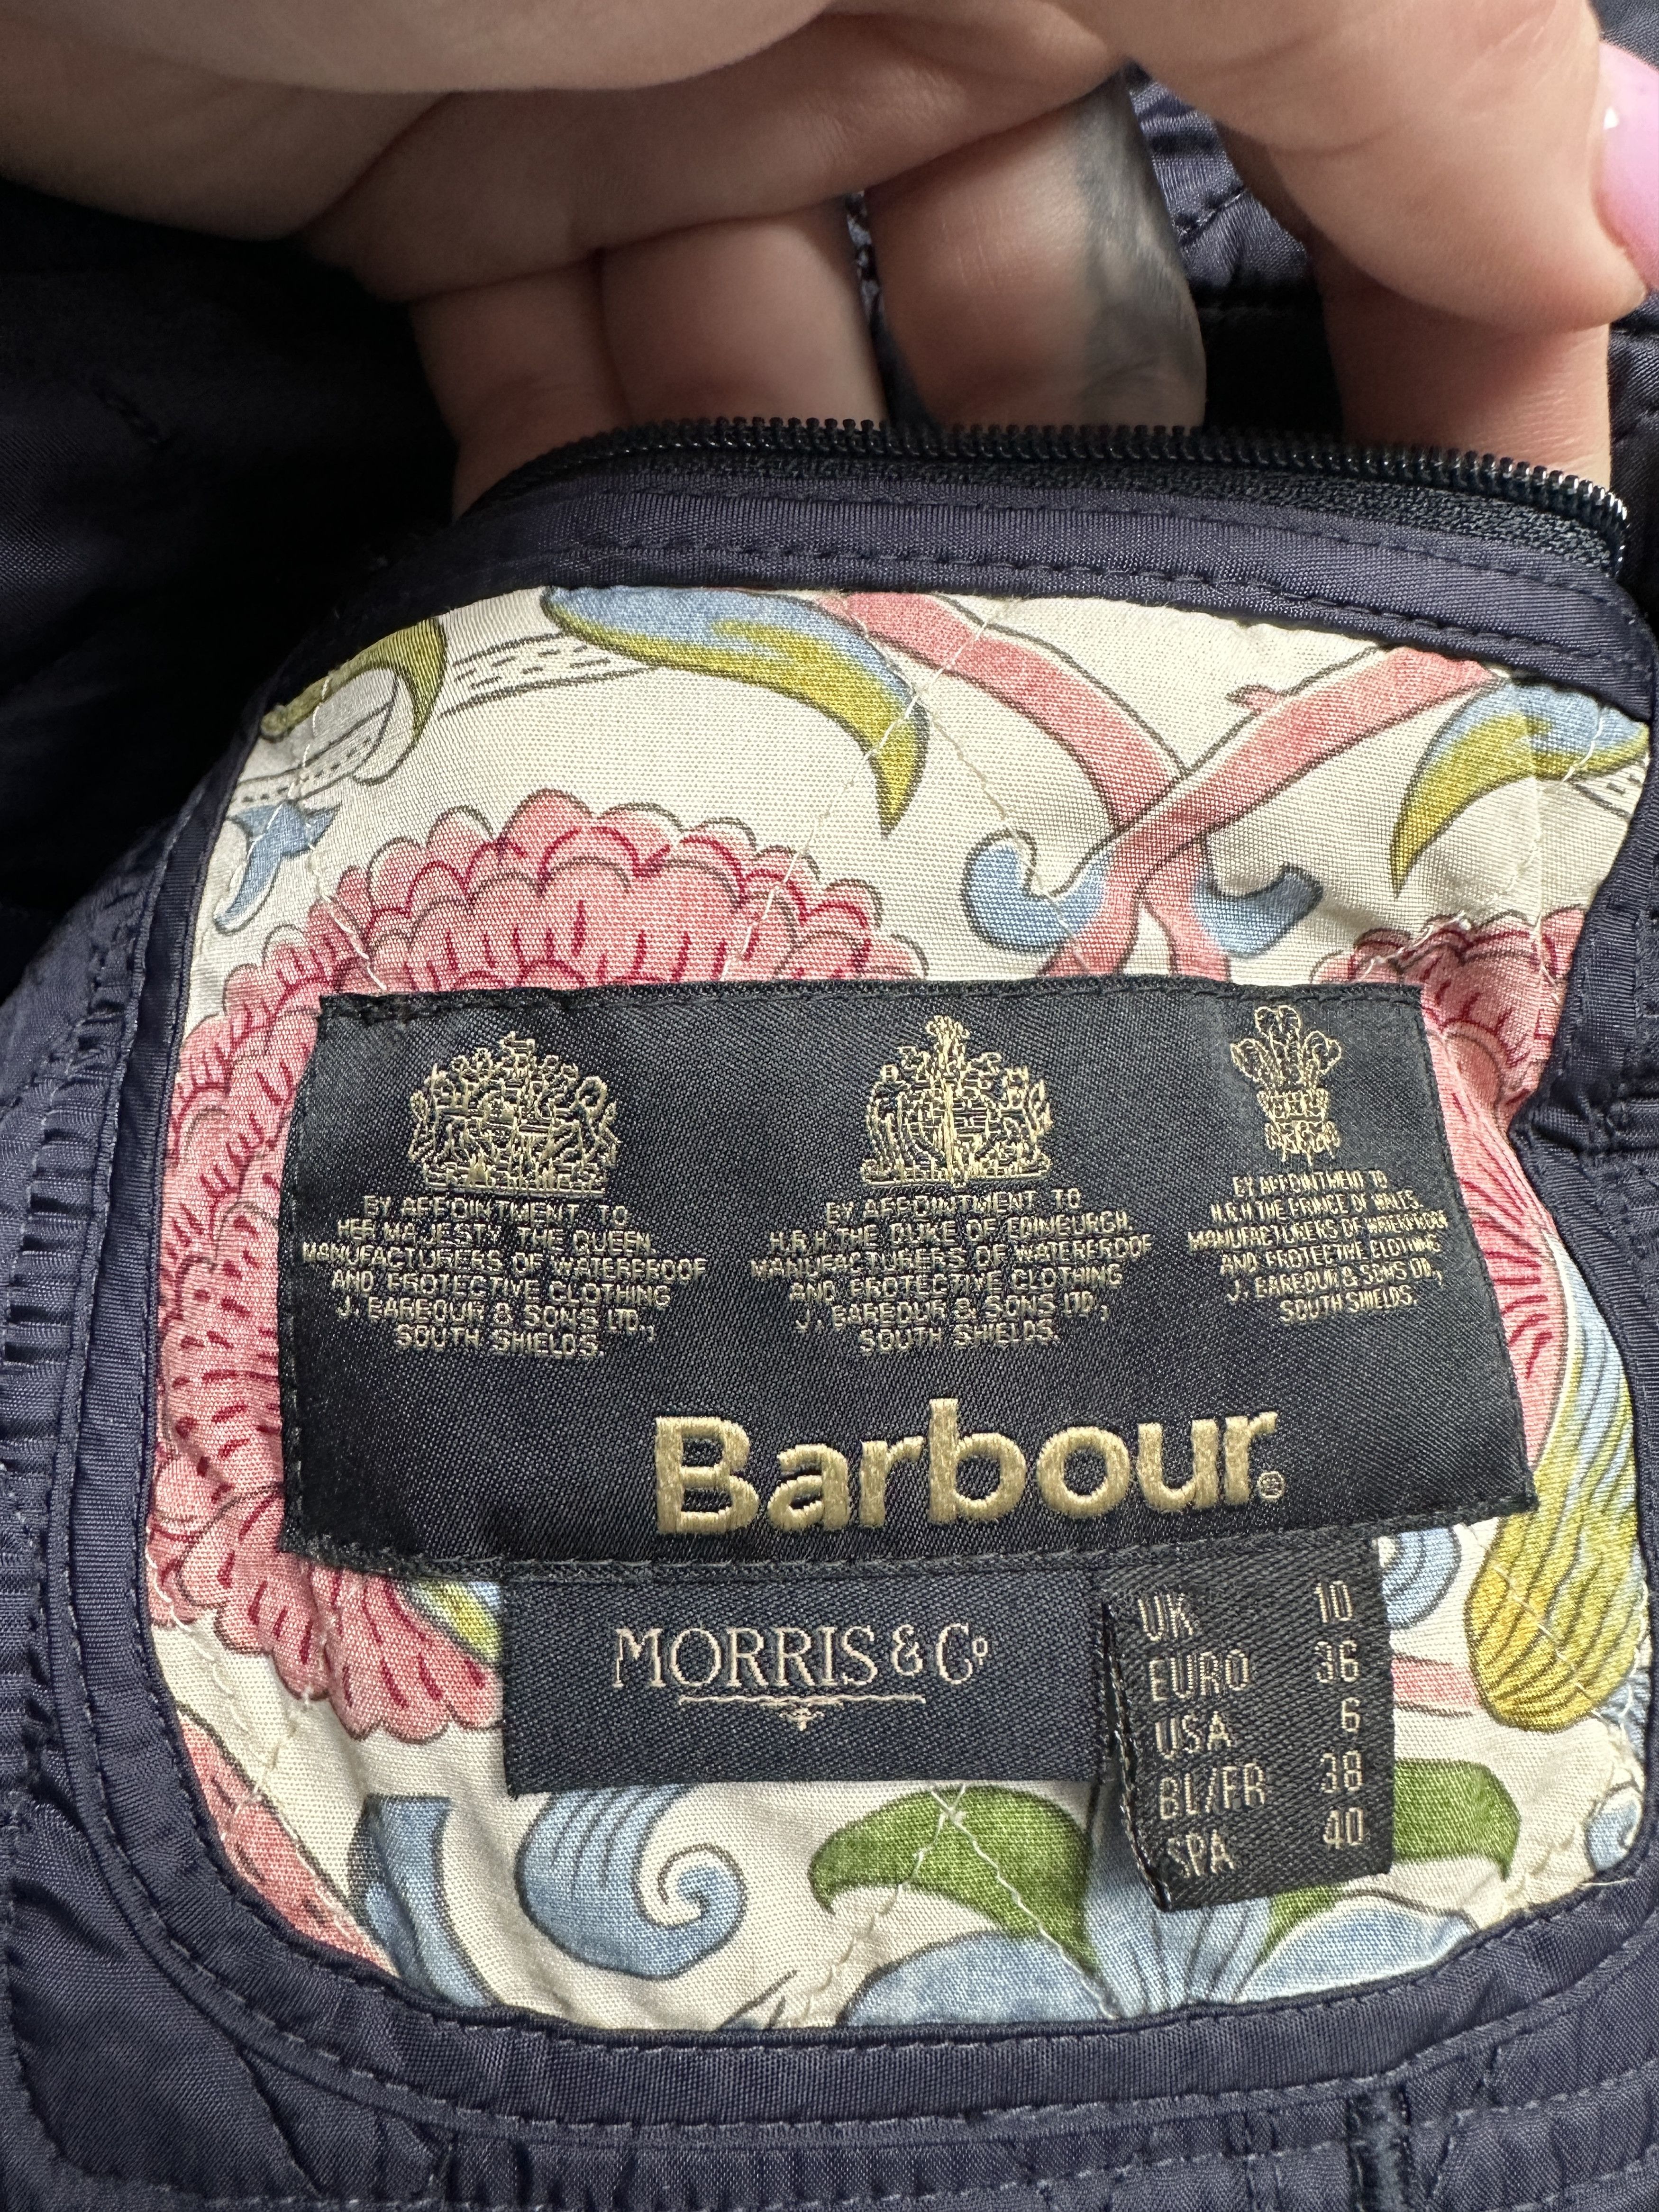 BY APPOINTMENT TO
HER MAJESTY THE QUEEN
MANUFACTURERS OF WATERPROOF
AND PROTECTIVE CLOTHING
J. BARBOUR & SONS LTD.,
SOUTH SHIELDS.
BY APPOINTMENT TO
H.R.H. THE DUKE OF EDINBURGH
MANUFACTURERS OF WATERPROOF
AND PROTECTIVE CLOTHING
J. BARBOUR & SONS LTD.,
SOUTH SHIELDS.
BY APPOINTMENT TO
H.R.H THE PRINCE OF WALES.
MANUFACTURERS OF WATERPROOF
AND PROTECTIVE CLOTHING
J. BARBOUR & SONS LTD.,
SOUTH SHIELDS.
Barbour®
MORRIS & Cº
UK 10
EURO 36
USA 6
BL/FR 38
SPA 40